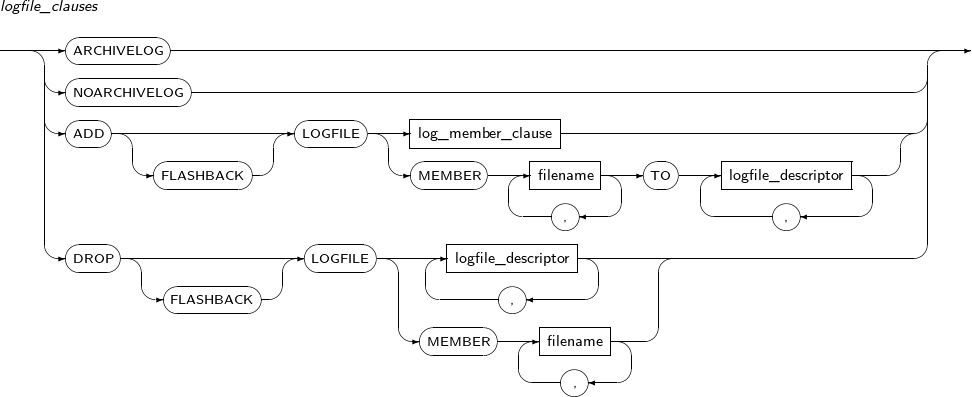 logfile_clauses
ARCHIVELOG
NOARCHIVELOG
ADD LOGFILE log_member_clause
FLASHBACK MEMBER filename TO logfile_descriptor
, ,
DROP LOGFILE logfile_descriptor
FLASHBACK ,
MEMBER filename
,